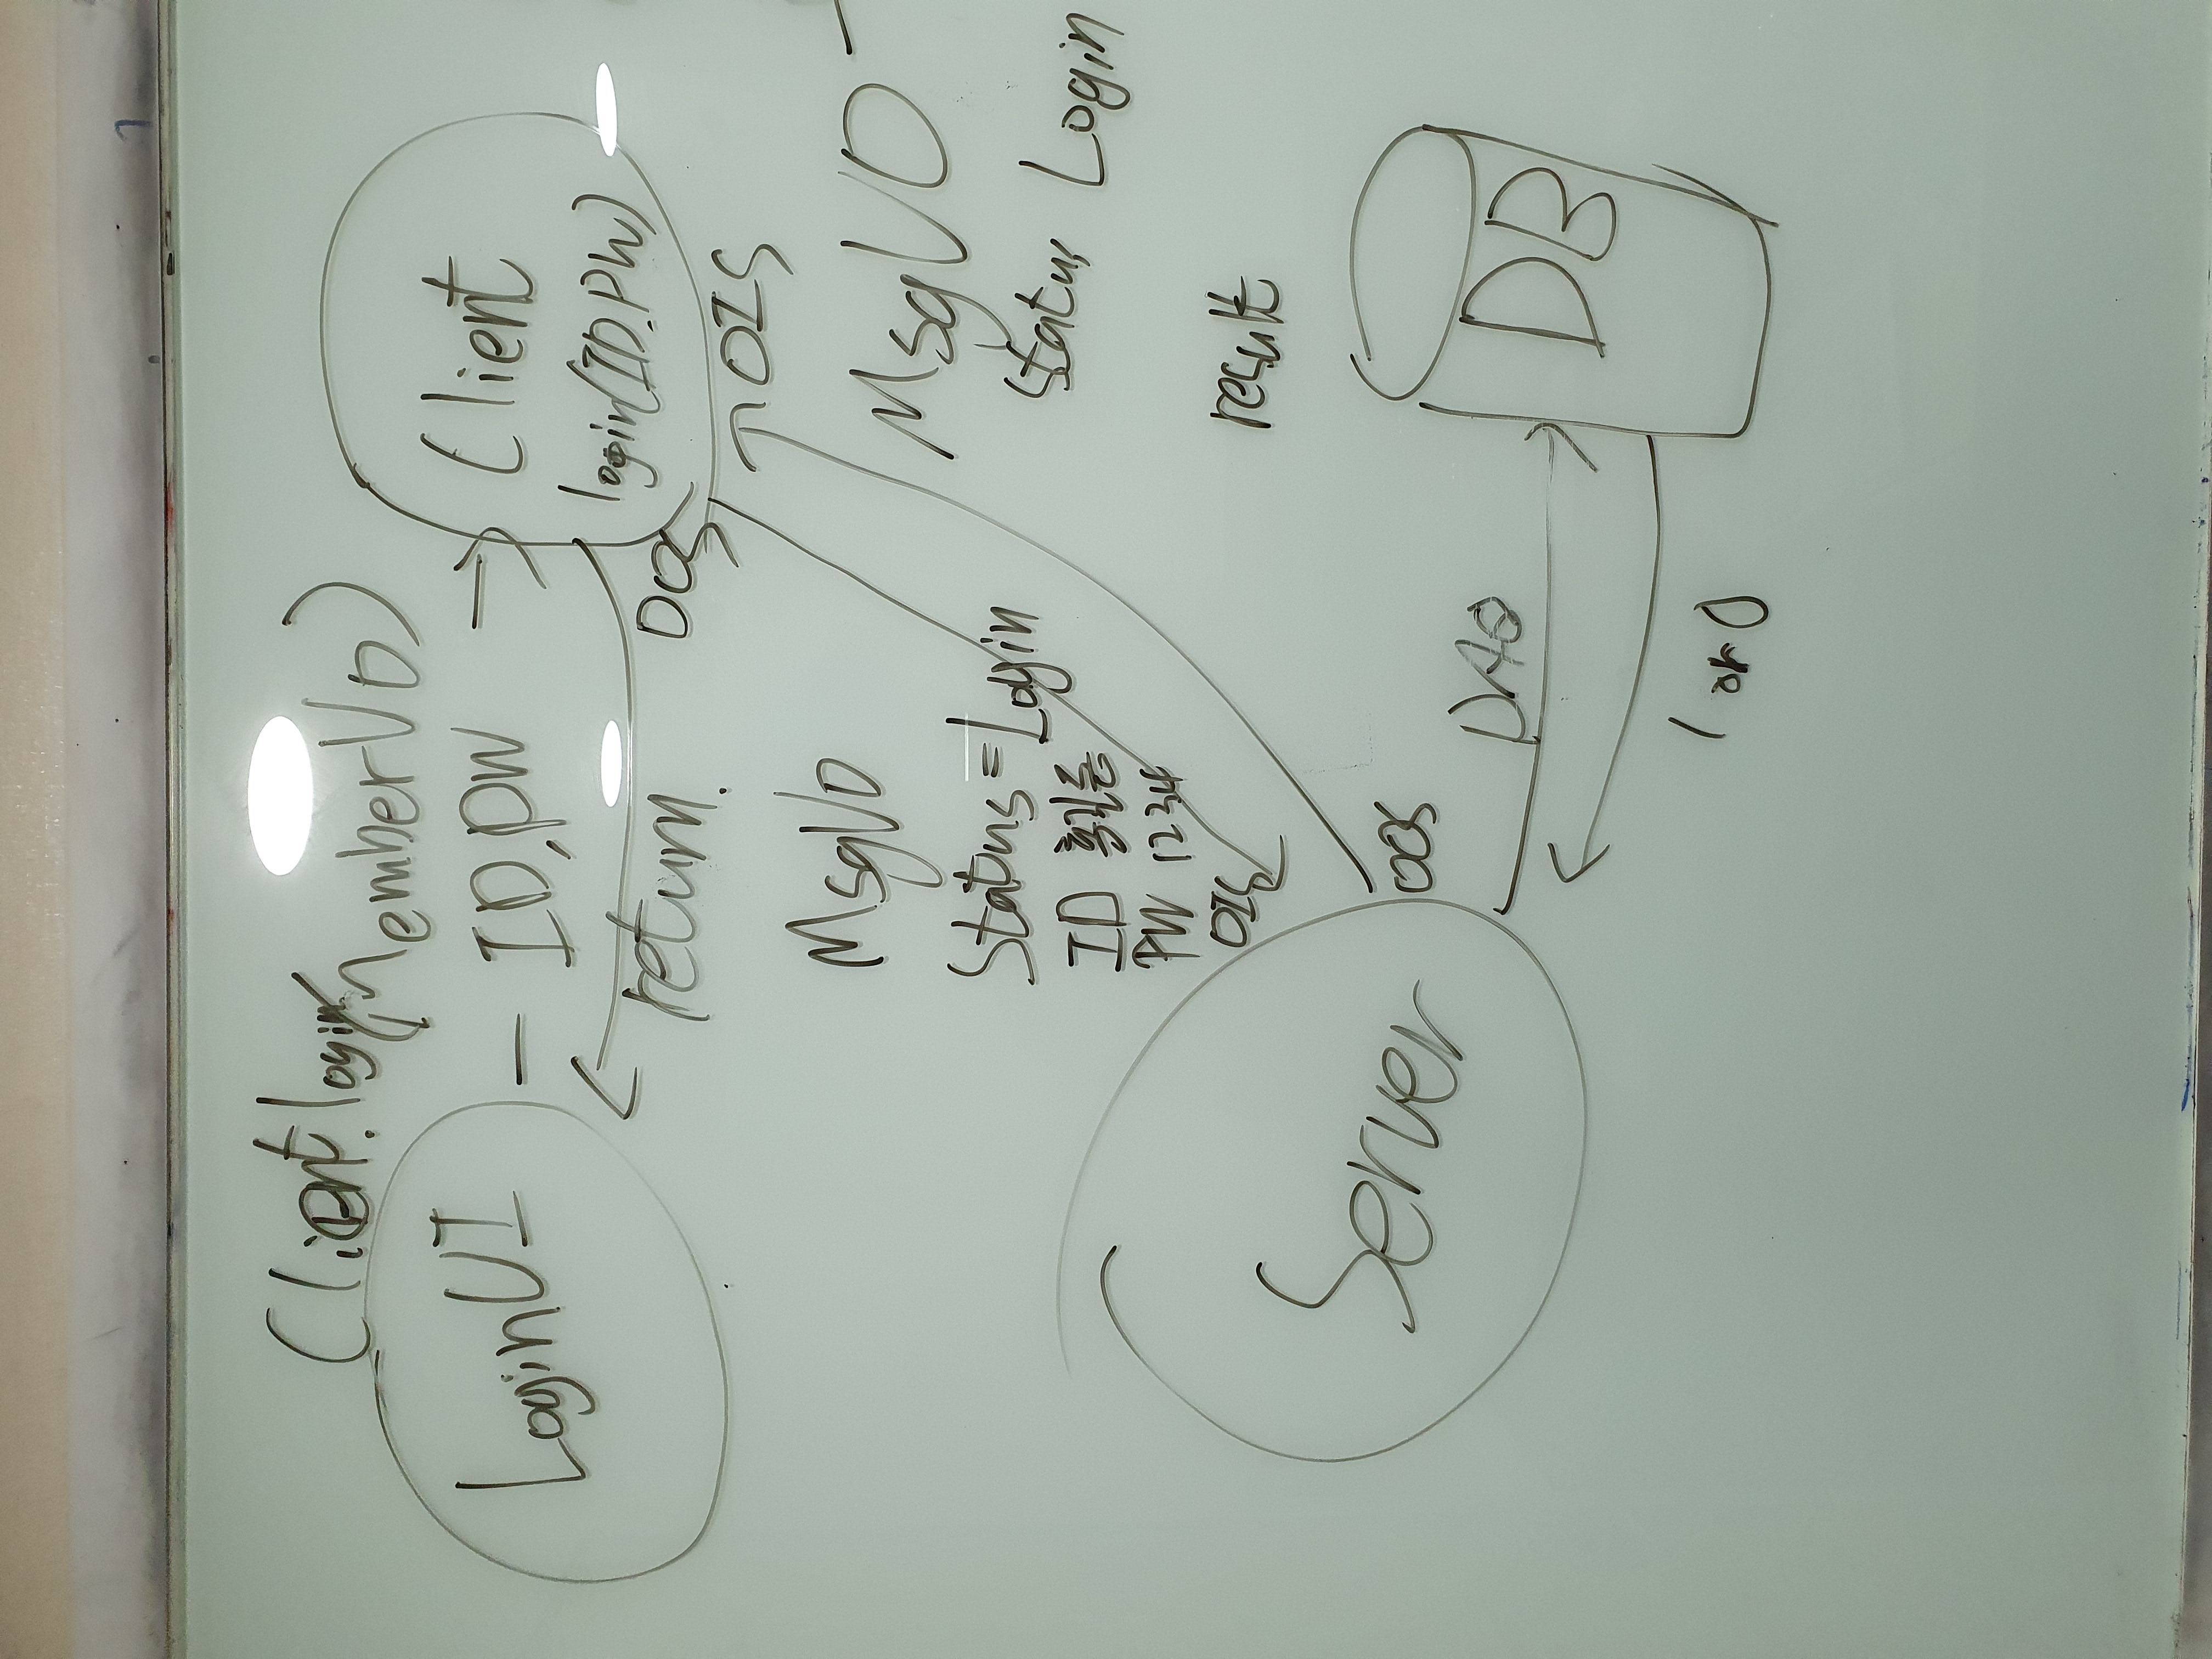 Client.login(MemberVO)
LoginUI
ID, PW
Client
login(ID, PW)
return.
OOS
OIS
MsgVO
Status = Login
ID 홍길동
PW 1234
OIS
MsgVO
status Login
result
Server
OOS
DAO
DB
1 or 0